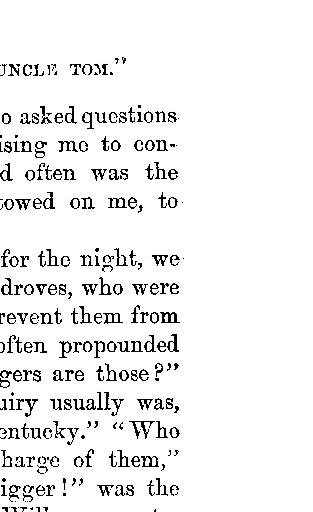 UNCLE TOM."
o asked questions
ising me to con-
d often was the
towed on me, to
for the night, we
droves, who were
revent them from
often propounded
gers are those?"
uiry usually was,
entucky." "Who
harge of them,"
igger!" was the